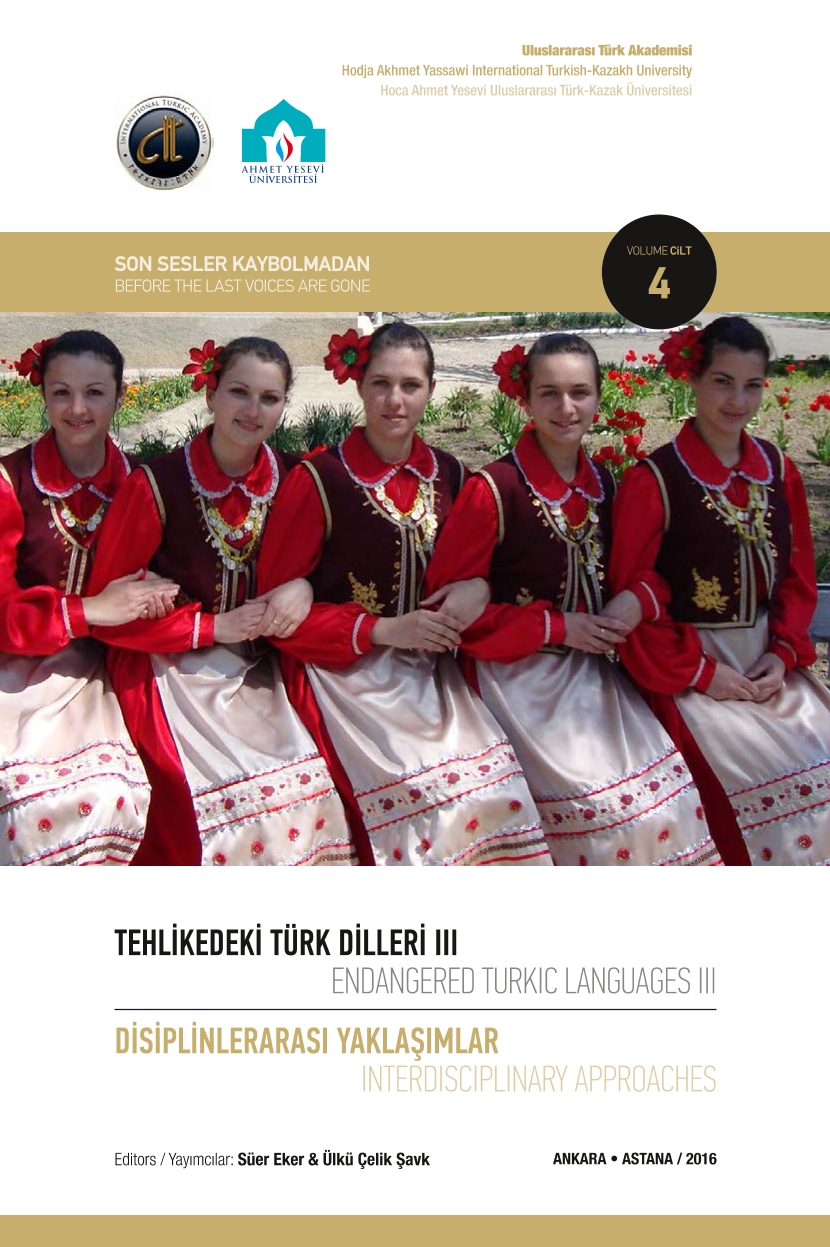 Uluslararası Türk Akademisi
Hodja Akhmet Yassawi International Turkish-Kazakh University
Hoca Ahmet Yesevi Uluslararası Türk-Kazak Üniversitesi
INTERNATIONAL TURKIC ACADEMY
AHMET YESEVİ
ÜNİVERSİTESİ
SON SESLER KAYBOLMADAN
BEFORE THE LAST VOICES ARE GONE
VOLUME CİLT
4
TEHLİKEDEKİ TÜRK DİLLERİ III
ENDANGERED TURKIC LANGUAGES III
DİSİPLİNLERARASI YAKLAŞIMLAR
INTERDISCIPLINARY APPROACHES
Editors / Yayımcılar: Süer Eker & Ülkü Çelik Şavk
ANKARA • ASTANA / 2016